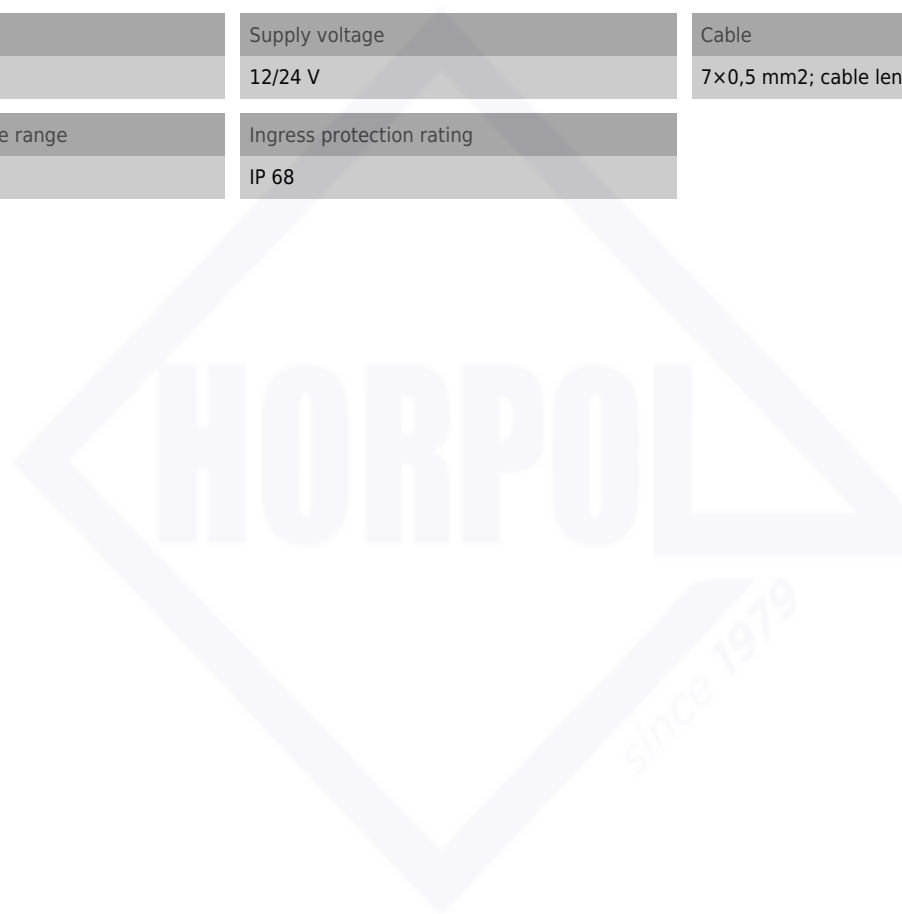 Supply voltage
Cable
12/24 V
7×0,5 mm2; cable len
e range
Ingress protection rating
IP 68
HORPOL
since 1979